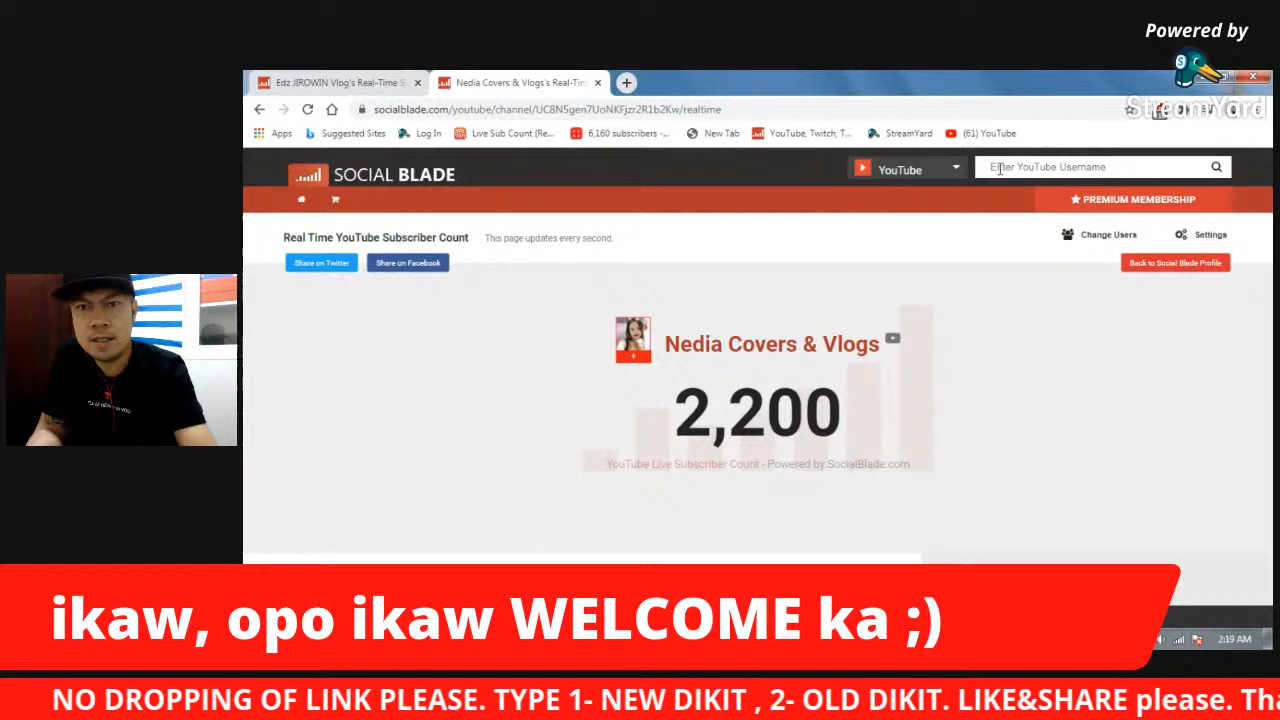 Powered by
StreamYard
Edz JIROWIN Vlog's Real-Time S
Nedia Covers & Vlogs's Real-Tim
socialblade.com/youtube/channel/UC8N5gen7UoNKFjzr2R1b2Kw/realtime
Apps Suggested Sites Log In Live Sub Count (Re... 6,160 subscribers -... New Tab YouTube, Twitch, T... StreamYard (61) YouTube
SOCIAL BLADE
YouTube
Enter YouTube Username
PREMIUM MEMBERSHIP
Real Time YouTube Subscriber Count
This page updates every second.
Change Users
Settings
Share on Twitter
Share on Facebook
Back to Social Blade Profile
Nedia Covers & Vlogs
2,200
YouTube Live Subscriber Count - Powered by SocialBlade.com
ikaw, opo ikaw WELCOME ka ;)
2:19 AM
NO DROPPING OF LINK PLEASE. TYPE 1- NEW DIKIT , 2- OLD DIKIT. LIKE&SHARE please. Tha